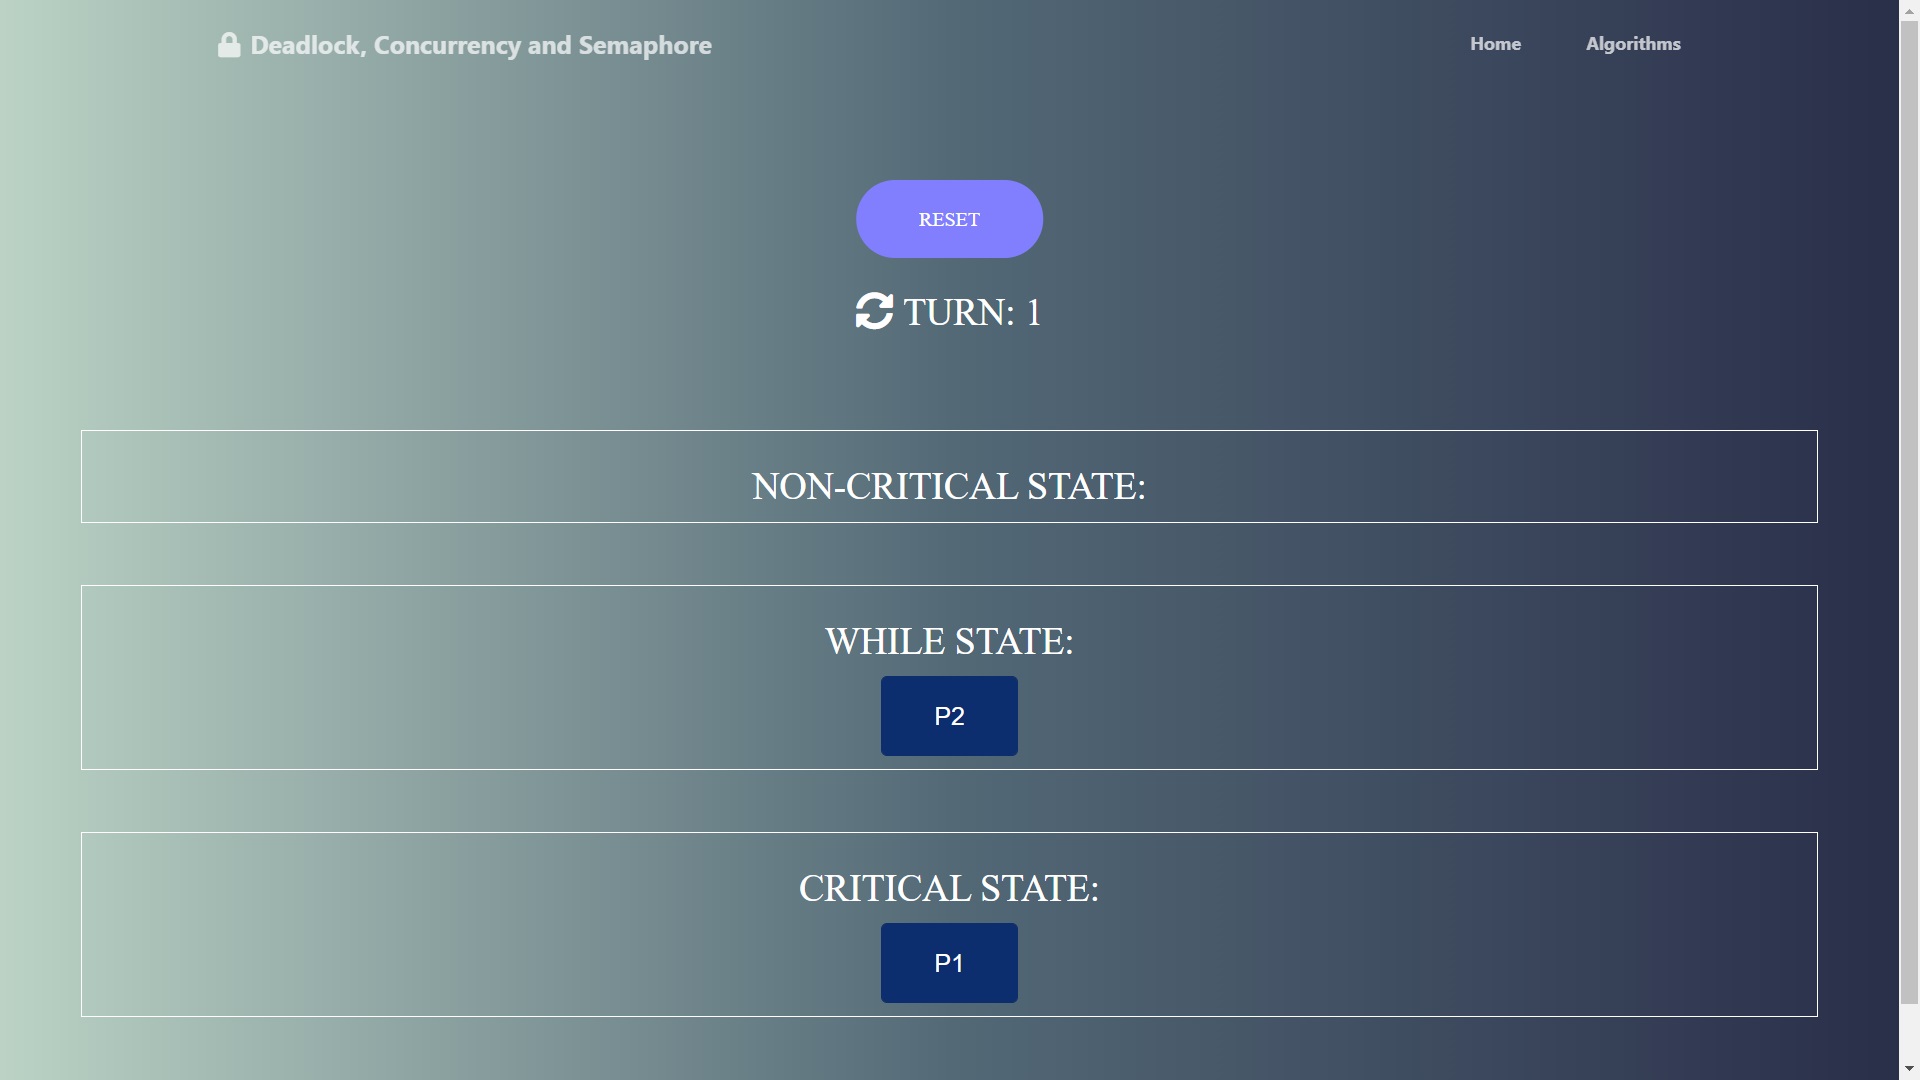 Deadlock, Concurrency and Semaphore
Home
Algorithms
RESET
TURN: 1
NON-CRITICAL STATE:
WHILE STATE:
P2
CRITICAL STATE:
P1